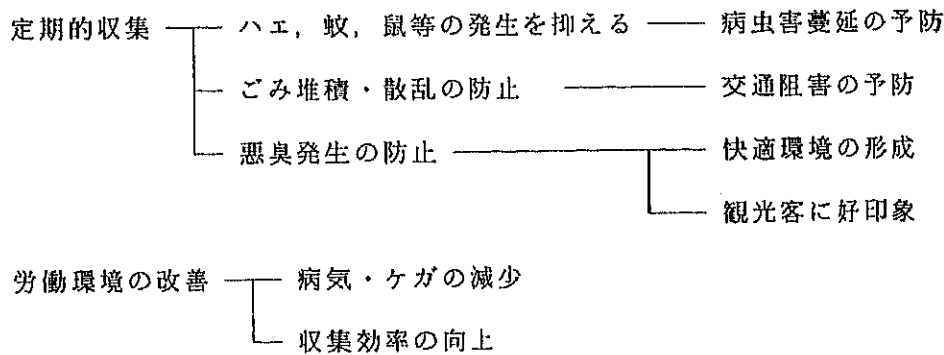 定期的収集 ハエ，蚊，鼠等の発生を抑える 病虫害蔓延の予防
ごみ堆積・散乱の防止 交通阻害の予防
悪臭発生の防止 快適環境の形成
観光客に好印象
労働環境の改善 病気・ケガの減少
収集効率の向上